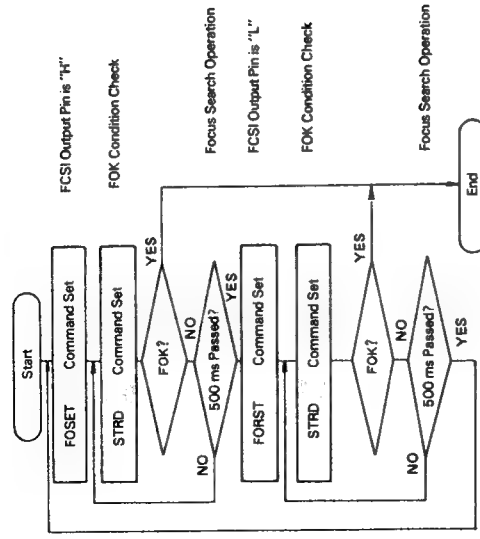 Start
FOSET Command Set
FCSI Output Pin is "H"
STRD Command Set
FOK Condition Check
FOK?
YES
NO
500 ms Passed?
Focus Search Operation
NO
YES
FORST Command Set
FCSI Output Pin is "L"
STRD Command Set
FOK Condition Check
FOK?
YES
NO
500 ms Passed?
Focus Search Operation
NO
YES
End